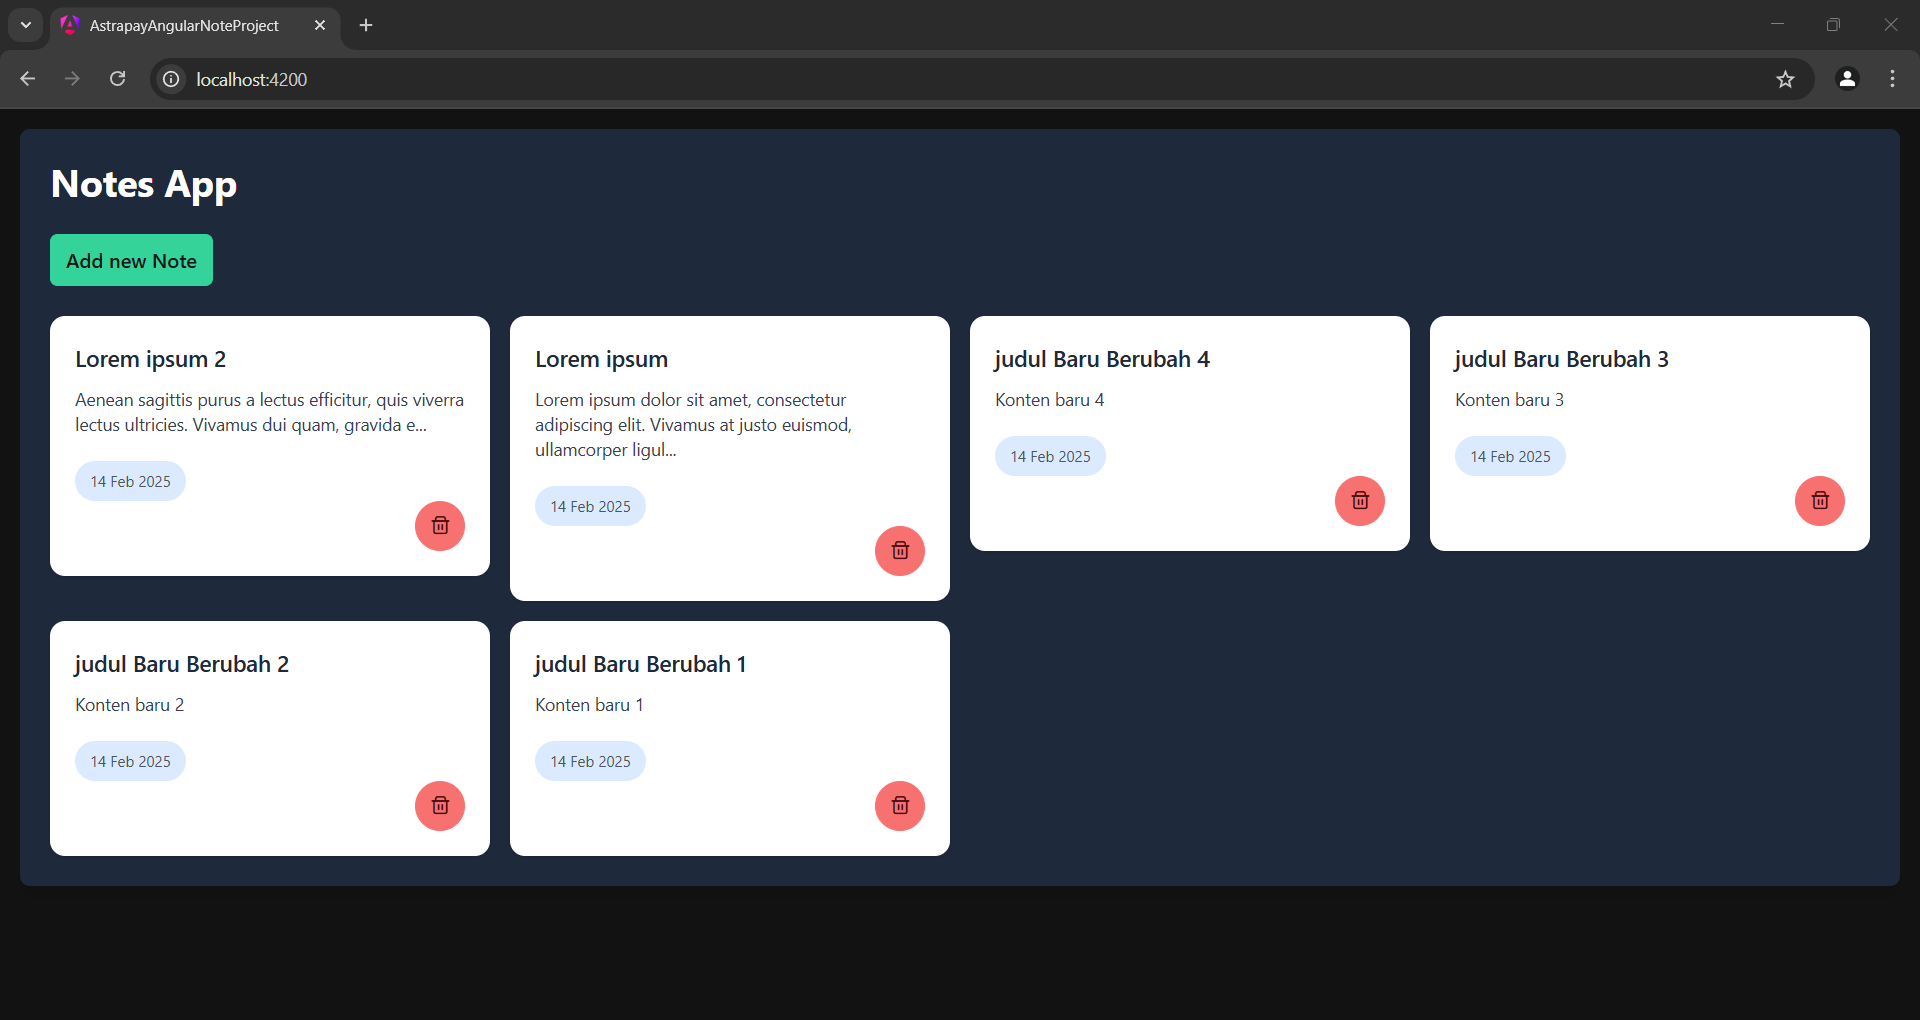 AstrapayAngularNoteProject
localhost:4200
Notes App
Add new Note
Lorem ipsum 2
Aenean sagittis purus a lectus efficitur, quis viverra
lectus ultricies. Vivamus dui quam, gravida e...
14 Feb 2025
Lorem ipsum
Lorem ipsum dolor sit amet, consectetur
adipiscing elit. Vivamus at justo euismod,
ullamcorper ligul...
14 Feb 2025
judul Baru Berubah 4
Konten baru 4
14 Feb 2025
judul Baru Berubah 3
Konten baru 3
14 Feb 2025
judul Baru Berubah 2
Konten baru 2
14 Feb 2025
judul Baru Berubah 1
Konten baru 1
14 Feb 2025